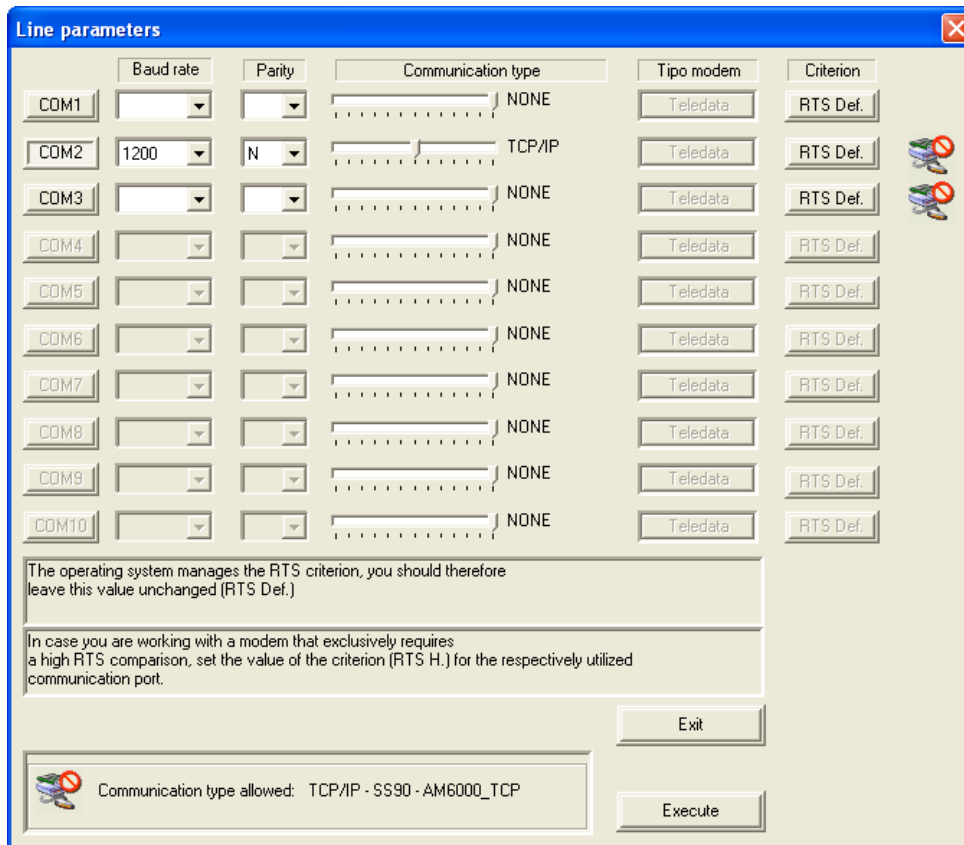 Line parameters
Baud rate Parity Communication type Tipo modem Criterion
COM1 NONE Teledata RTS Def.
COM2 1200 N TCP/IP Teledata RTS Def.
COM3 NONE Teledata RTS Def.
COM4 NONE Teledata RTS Def.
COM5 NONE Teledata RTS Def.
COM6 NONE Teledata RTS Def.
COM7 NONE Teledata RTS Def.
COM8 NONE Teledata RTS Def.
COM9 NONE Teledata RTS Def.
COM10 NONE Teledata RTS Def.
The operating system manages the RTS criterion, you should therefore
leave this value unchanged (RTS Def.)
In case you are working with a modem that exclusively requires
a high RTS comparison, set the value of the criterion (RTS H.) for the respectively utilized
communication port.
Exit
Communication type allowed: TCP/IP - SS90 - AM6000_TCP
Execute